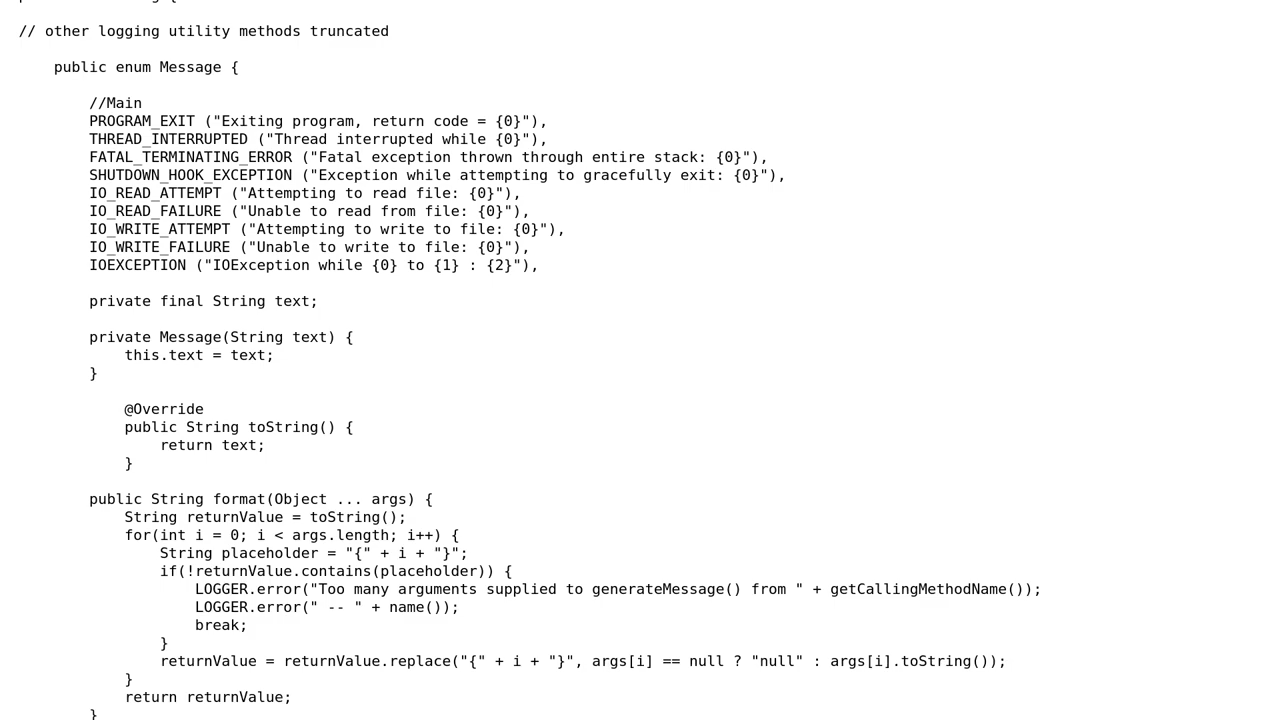 // other logging utility methods truncated
public enum Message {
//Main
PROGRAM_EXIT ("Exiting program, return code = {0}"),
THREAD_INTERRUPTED ("Thread interrupted while {0}"),
FATAL_TERMINATING_ERROR ("Fatal exception thrown through entire stack: {0}"),
SHUTDOWN_HOOK_EXCEPTION ("Exception while attempting to gracefully exit: {0}"),
IO_READ_ATTEMPT ("Attempting to read file: {0}"),
IO_READ_FAILURE ("Unable to read from file: {0}"),
IO_WRITE_ATTEMPT ("Attempting to write to file: {0}"),
IO_WRITE_FAILURE ("Unable to write to file: {0}"),
IOEXCEPTION ("IOException while {0} to {1} : {2}"),
private final String text;
private Message(String text) {
this.text = text;
}
@Override
public String toString() {
return text;
}
public String format(Object ... args) {
String returnValue = toString();
for(int i = 0; i < args.length; i++) {
String placeholder = "{" + i + "}";
if(!returnValue.contains(placeholder)) {
LOGGER.error("Too many arguments supplied to generateMessage() from " + getCallingMethodName());
LOGGER.error(" -- " + name());
break;
}
returnValue = returnValue.replace("{" + i + "}", args[i] == null ? "null" : args[i].toString());
}
return returnValue;
}